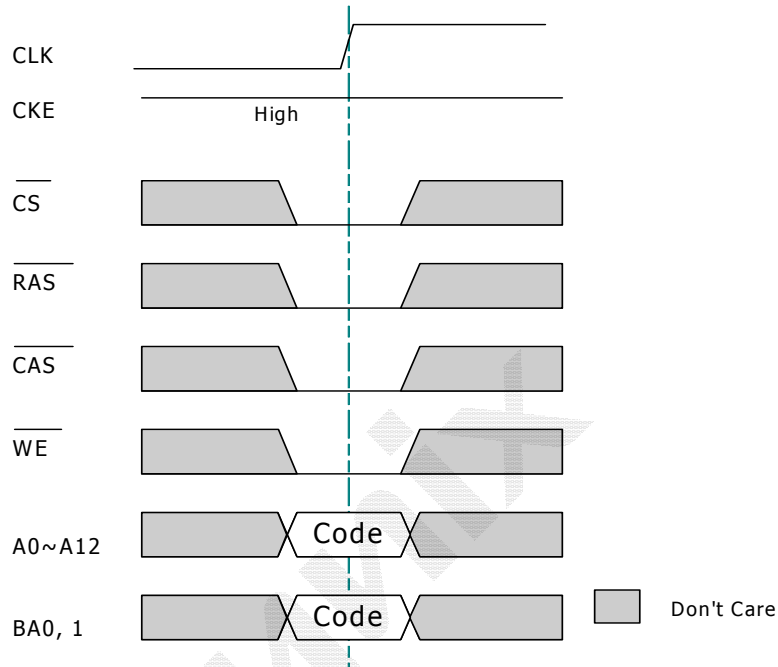 CLK
CKE
High
CS
RAS
CAS
WE
A0~A12
Code
BA0, 1
Code
Don't Care